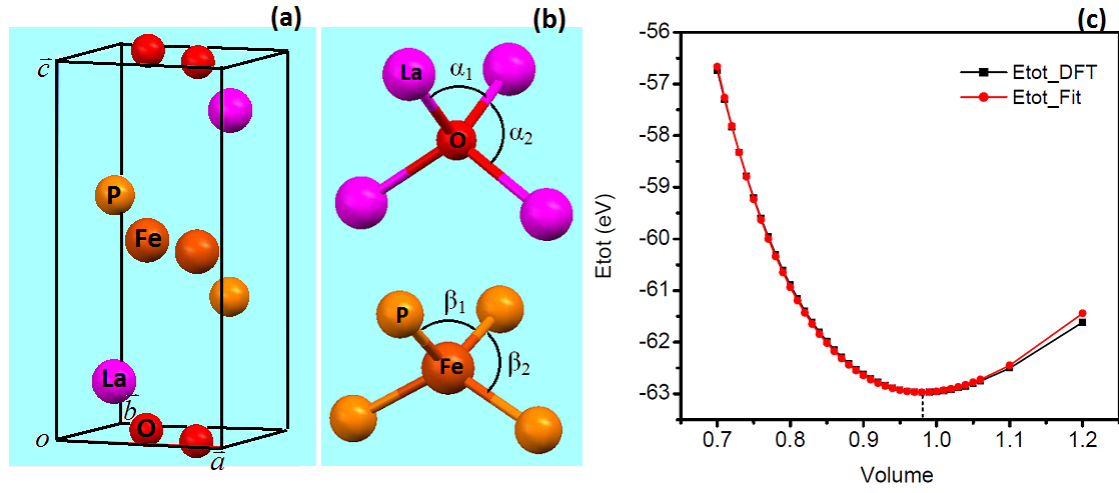 (a)
c
P
Fe
La
b
O
o
a
(b)
La
α1
O
α2
P
β1
Fe
β2
(c)
-56
-57
-58
-59
-60
-61
-62
-63
Etot (eV)
Etot_DFT
Etot_Fit
0.7 0.8 0.9 1.0 1.1 1.2
Volume